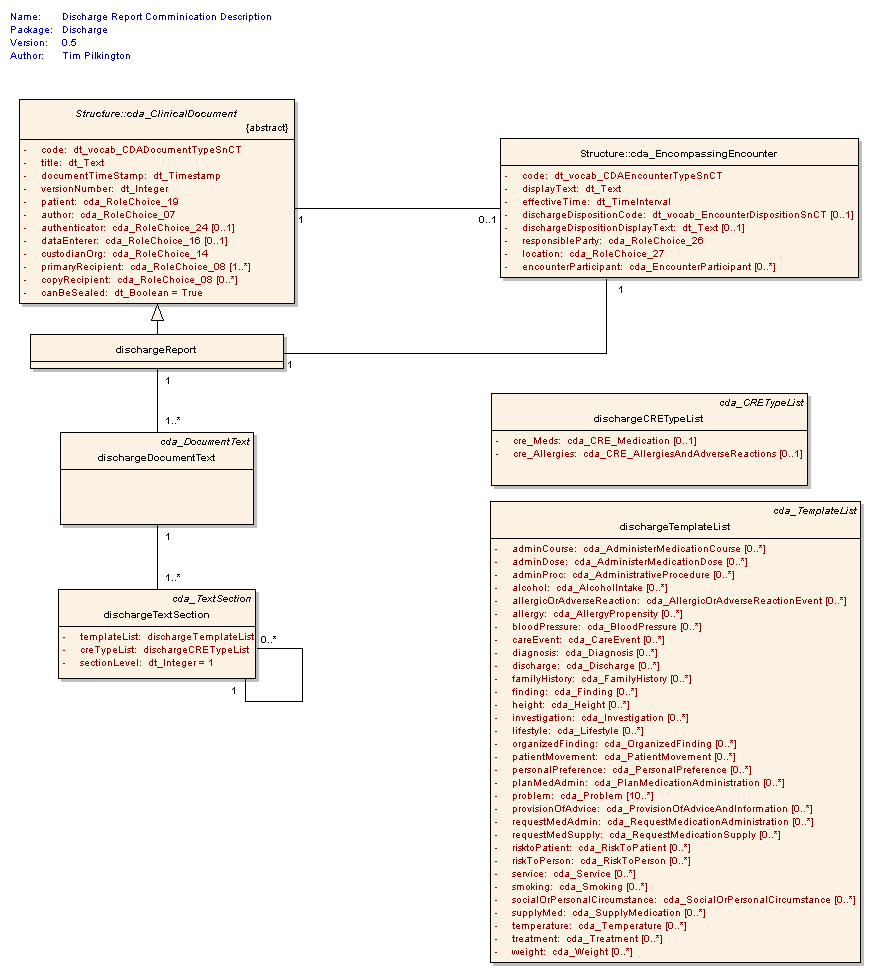 Name: Discharge Report Comminication Description
Package: Discharge
Version: 0.5
Author: Tim Pilkington
Structure::cda_ClinicalDocument
{abstract}
- code: dt_vocab_CDADocumentTypeSnCT
- title: dt_Text
- documentTimeStamp: dt_Timestamp
- versionNumber: dt_Integer
- patient: cda_RoleChoice_19
- author: cda_RoleChoice_07
- authenticator: cda_RoleChoice_24 [0..1]
- dataEnterer: cda_RoleChoice_16 [0..1]
- custodianOrg: cda_RoleChoice_14
- primaryRecipient: cda_RoleChoice_08 [1..*]
- copyRecipient: cda_RoleChoice_08 [0..*]
- canBeSealed: dt_Boolean = True
1
0..1
Structure::cda_EncompassingEncounter
- code: dt_vocab_CDAEncounterTypeSnCT
- displayText: dt_Text
- effectiveTime: dt_TimeInterval
- dischargeDispositionCode: dt_vocab_EncounterDispositionSnCT [0..1]
- dischargeDispositionDisplayText: dt_Text [0..1]
- responsibleParty: cda_RoleChoice_26
- location: cda_RoleChoice_27
- encounterParticipant: cda_EncounterParticipant [0..*]
1
dischargeReport
1
1
1..*
cda_DocumentText
dischargeDocumentText
1
1..*
cda_TextSection
dischargeTextSection
- templateList: dischargeTemplateList
- creTypeList: dischargeCRETypeList
- sectionLevel: dt_Integer = 1
0..*
1
cda_CRETypeList
dischargeCRETypeList
- cre_Meds: cda_CRE_Medication [0..1]
- cre_Allergies: cda_CRE_AllergiesAndAdverseReactions [0..1]
cda_TemplateList
dischargeTemplateList
- adminCourse: cda_AdministerMedicationCourse [0..*]
- adminDose: cda_AdministerMedicationDose [0..*]
- adminProc: cda_AdministrativeProcedure [0..*]
- alcohol: cda_AlcoholIntake [0..*]
- allergicOrAdverseReaction: cda_AllergicOrAdverseReactionEvent [0..*]
- allergy: cda_AllergyPropensity [0..*]
- bloodPressure: cda_BloodPressure [0..*]
- careEvent: cda_CareEvent [0..*]
- diagnosis: cda_Diagnosis [0..*]
- discharge: cda_Discharge [0..*]
- familyHistory: cda_FamilyHistory [0..*]
- finding: cda_Finding [0..*]
- height: cda_Height [0..*]
- investigation: cda_Investigation [0..*]
- lifestyle: cda_Lifestyle [0..*]
- organizedFinding: cda_OrganizedFinding [0..*]
- patientMovement: cda_PatientMovement [0..*]
- personalPreference: cda_PersonalPreference [0..*]
- planMedAdmin: cda_PlanMedicationAdministration [0..*]
- problem: cda_Problem [10..*]
- provisionOfAdvice: cda_ProvisionOfAdviceAndInformation [0..*]
- requestMedAdmin: cda_RequestMedicationAdministration [0..*]
- requestMedSupply: cda_RequestMedicationSupply [0..*]
- risktoPatient: cda_RiskToPatient [0..*]
- riskToPerson: cda_RiskToPerson [0..*]
- service: cda_Service [0..*]
- smoking: cda_Smoking [0..*]
- socialOrPersonalCircumstance: cda_SocialOrPersonalCircumstance [0..*]
- supplyMed: cda_SupplyMedication [0..*]
- temperature: cda_Temperature [0..*]
- treatment: cda_Treatment [0..*]
- weight: cda_Weight [0..*]